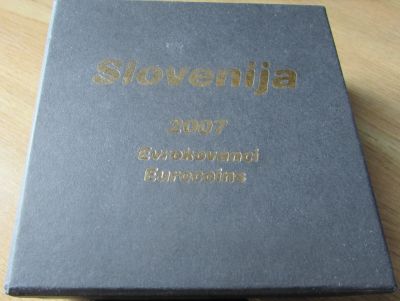 Slovenija
2007
Evrokovanci
Eurocoins